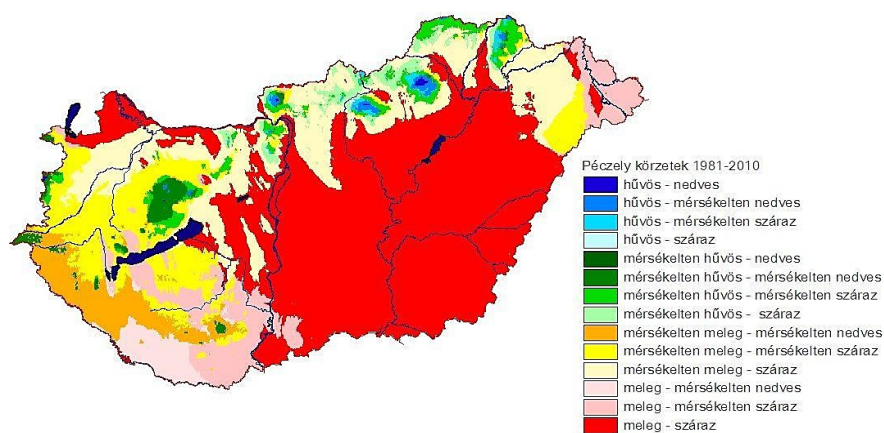 Péczely körzetek 1981-2010
hűvös - nedves
hűvös - mérsékelten nedves
hűvös - mérsékelten száraz
hűvös - száraz
mérsékelten hűvös - nedves
mérsékelten hűvös - mérsékelten nedves
mérsékelten hűvös - mérsékelten száraz
mérsékelten hűvös - száraz
mérsékelten meleg - mérsékelten nedves
mérsékelten meleg - mérsékelten száraz
mérsékelten meleg - száraz
meleg - mérsékelten nedves
meleg - mérsékelten száraz
meleg - száraz